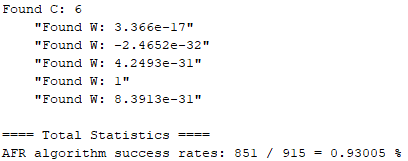 Found C: 6
"Found W: 3.366e-17"
"Found W: -2.4652e-32"
"Found W: 4.2493e-31"
"Found W: 1"
"Found W: 8.3913e-31"
==== Total Statistics ====
AFR algorithm success rates: 851 / 915 = 0.93005 %